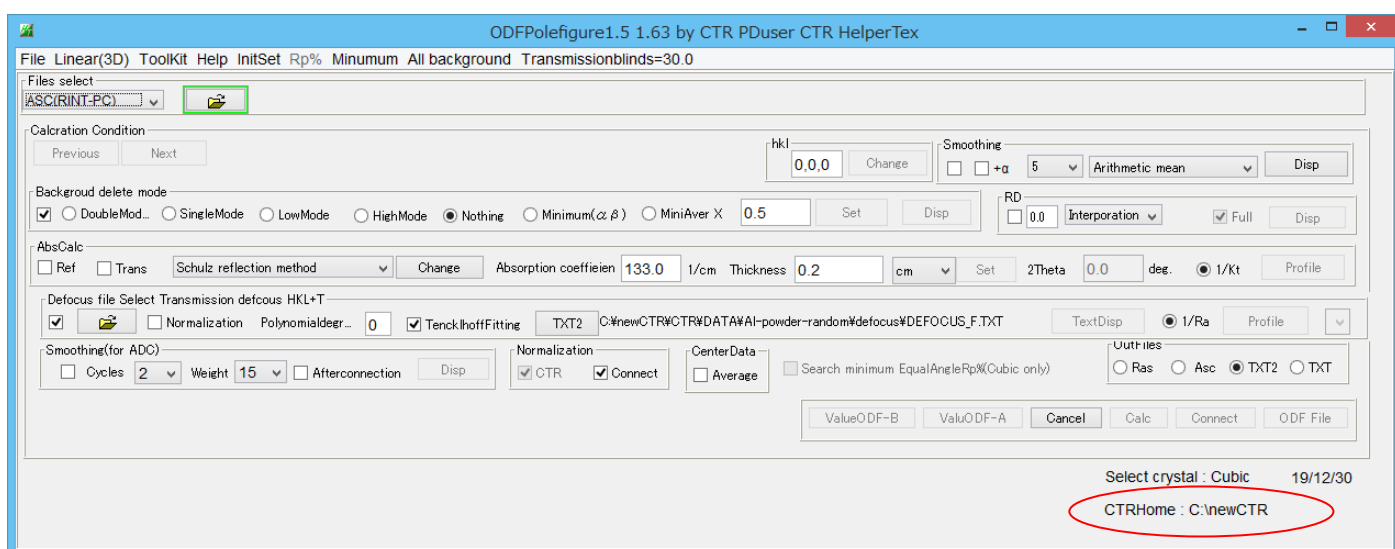 ODFPolefigure1.5 1.63 by CTR PDuser CTR HelperTex
File Linear(3D) ToolKit Help InitSet Rp% Minumum All background Transmissionblinds=30.0
Files select
ASC(RINT-PC)
Calcration Condition
Previous Next
hkl
0,0,0 Change
Smoothing
+α 5 Arithmetic mean Disp
Backgroud delete mode
DoubleMod... SingleMode LowMode HighMode Nothing Minimum(αβ) MiniAver X 0.5 Set Disp
RD
0.0 Interporation Full Disp
AbsCalc
Ref Trans Schulz reflection method Change Absorption coeffieien 133.0 1/cm Thickness 0.2 cm Set 2Theta 0.0 deg. 1/Kt Profile
Defocus file Select Transmission defcous HKL+T
Normalization Polynomialdegr... 0 TencklhoffFitting TXT2 C:¥newCTR¥CTR¥DATA¥Al-powder-random¥defocus¥DEFOCUS_F.TXT TextDisp 1/Ra Profile
Smoothing(for ADC)
Cycles 2 Weight 15 Afterconnection Disp
Normalization
CTR Connect
CenterData
Average
Search minimum EqualAngleRp%(Cubic only)
OutFiles
Ras Asc TXT2 TXT
ValueODF-B ValuODF-A Cancel Calc Connect ODF File
Select crystal : Cubic 19/12/30
CTRHome : C:\newCTR